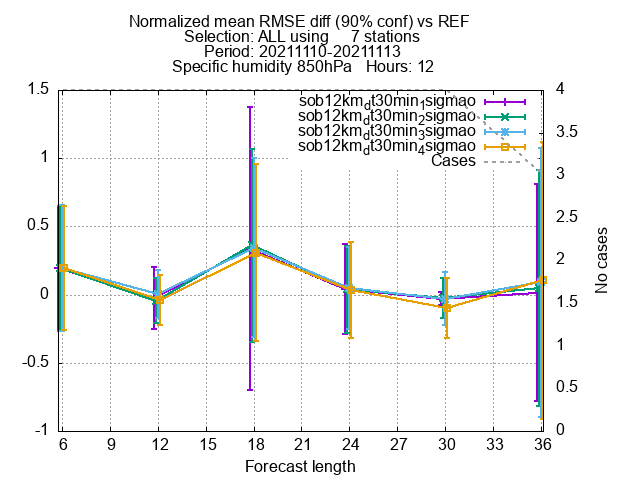 Normalized mean RMSE diff (90% conf) vs REF
Selection: ALL using 7 stations
Period: 20211110-20211113
Specific humidity 850hPa Hours: 12
1.5
1
0.5
0
-0.5
-1
4
3.5
3
2.5
2
1.5
1
0.5
0
No cases
sob12km_dt30min_1sigmao
sob12km_dt30min_2sigmao
sob12km_dt30min_3sigmao
sob12km_dt30min_4sigmao
Cases
6 9 12 15 18 21 24 27 30 33 36
Forecast length